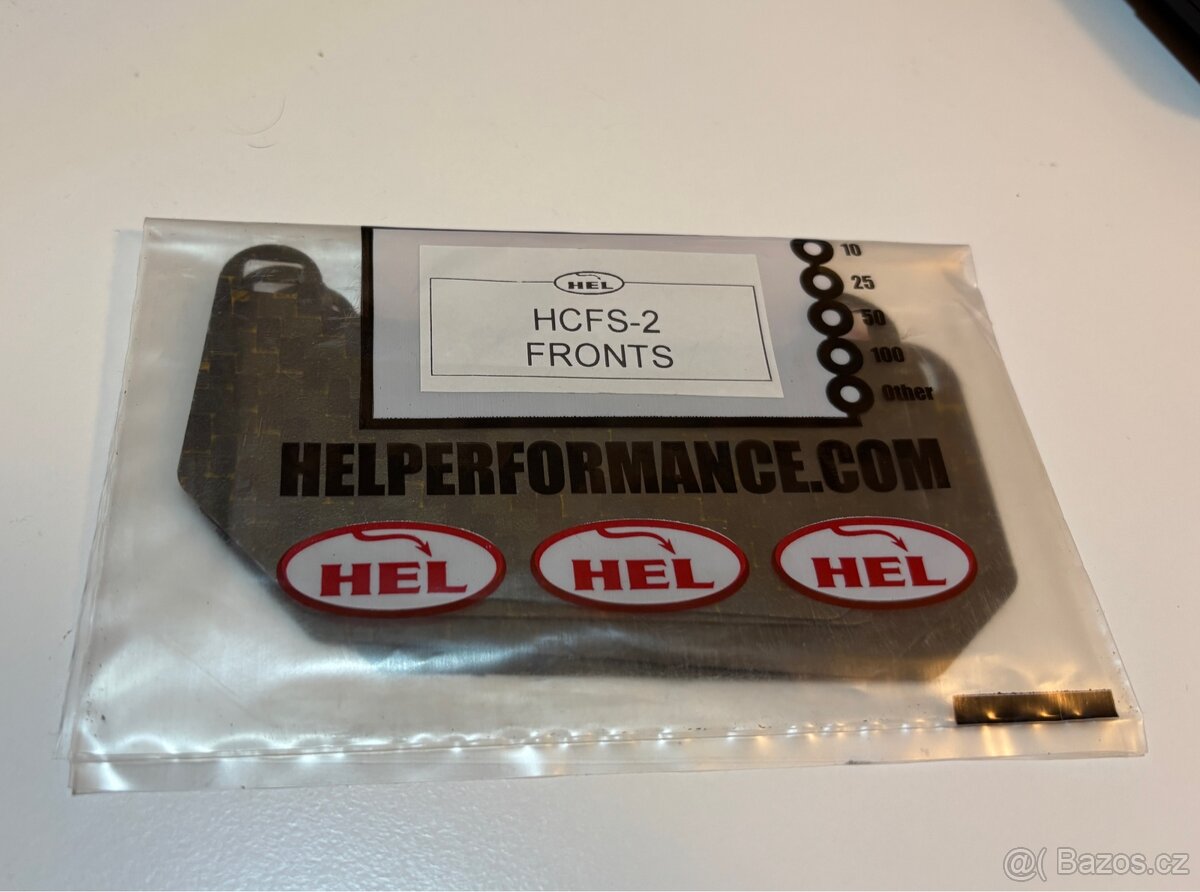 HEL
HCFS-2
FRONTS
10
25
50
100
Other
HELPERFORMANCE.COM
HEL HEL HEL
@( Bazos.cz